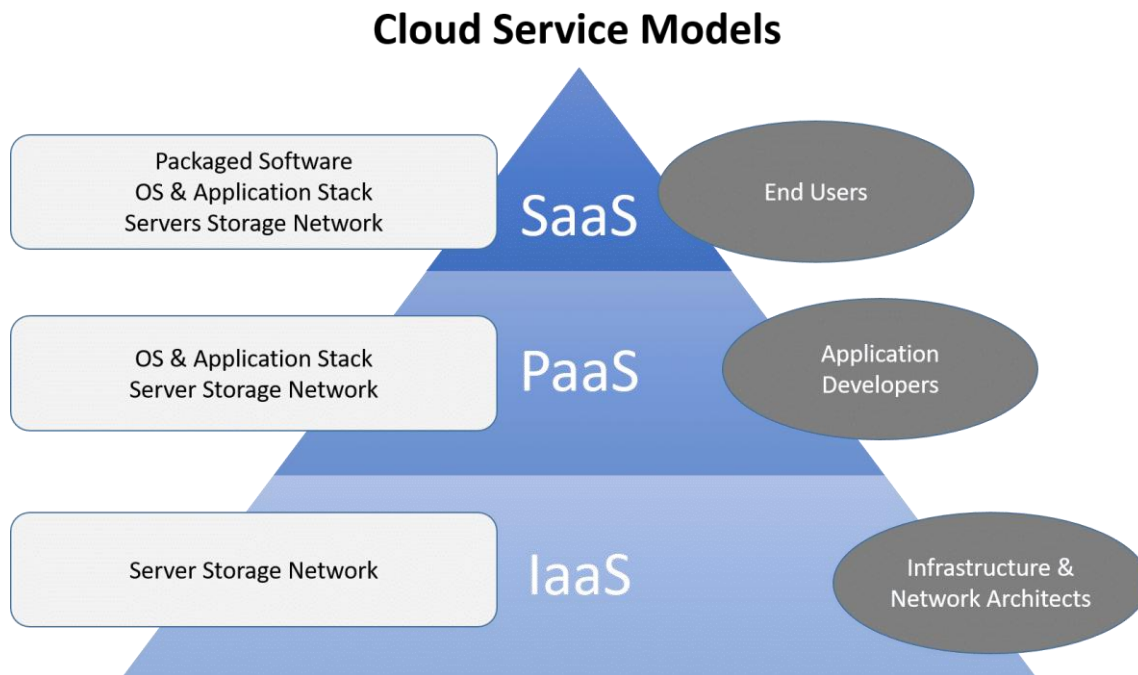 Cloud Service Models
Packaged Software
OS & Application Stack
Servers Storage Network
SaaS
End Users
OS & Application Stack
Server Storage Network
PaaS
Application
Developers
Server Storage Network
IaaS
Infrastructure &
Network Architects